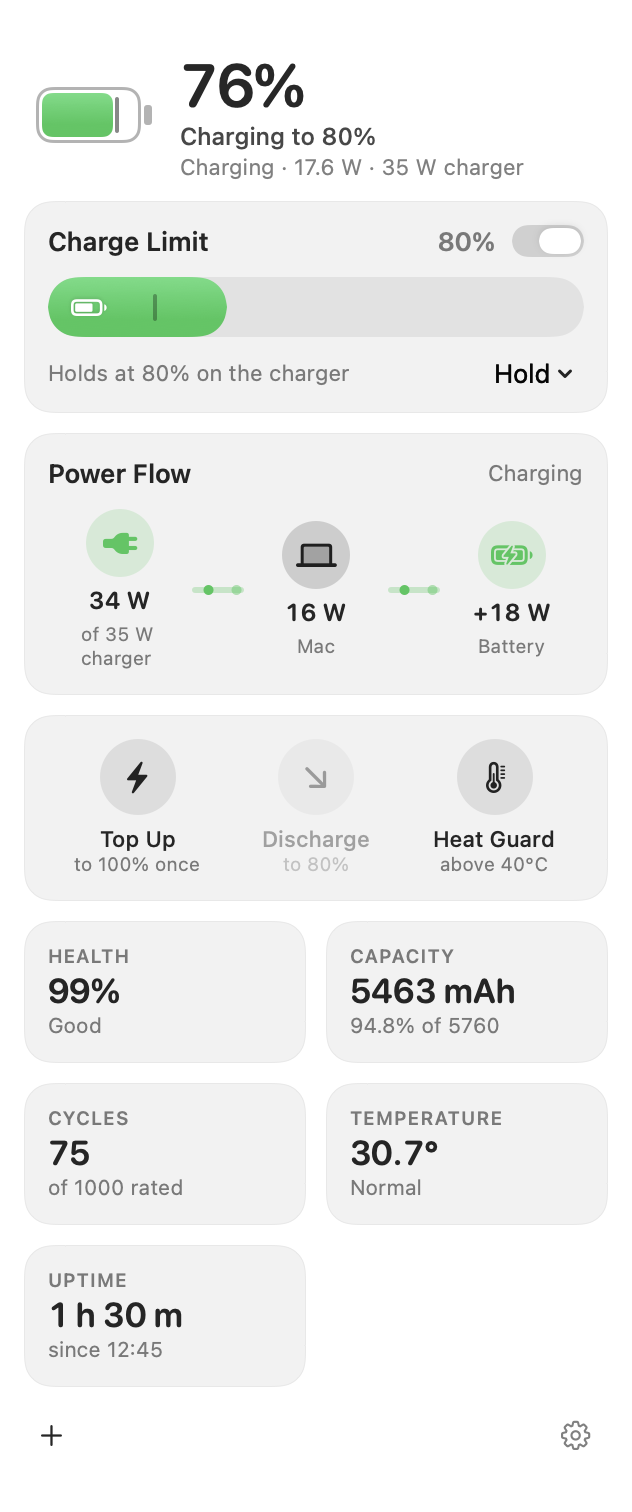 76%
Charging to 80%
Charging · 17.6 W · 35 W charger
Charge Limit
80%
Holds at 80% on the charger
Hold
Power Flow
Charging
34 W
of 35 W
charger
16 W
Mac
+18 W
Battery
Top Up
to 100% once
Discharge
to 80%
Heat Guard
above 40°C
HEALTH
99%
Good
CAPACITY
5463 mAh
94.8% of 5760
CYCLES
75
of 1000 rated
TEMPERATURE
30.7°
Normal
UPTIME
1 h 30 m
since 12:45